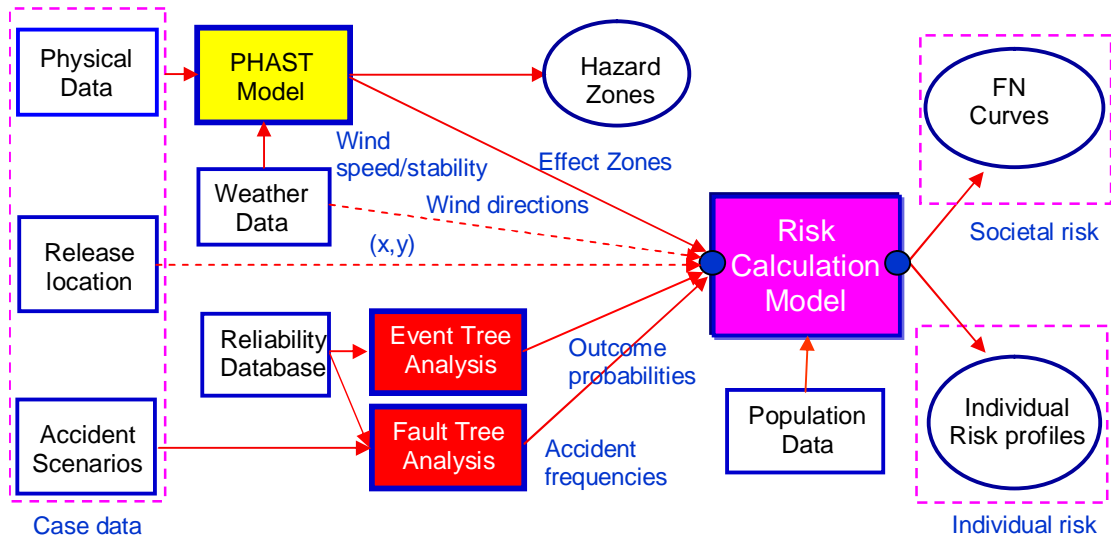 Physical
Data
PHAST
Model
Hazard
Zones
FN
Curves
Wind
speed/stability
Effect Zones
Weather
Data
Wind directions
Release
location
(x,y)
Risk
Calculation
Model
Societal risk
Reliability
Database
Event Tree
Analysis
Outcome
probabilities
Accident
Scenarios
Fault Tree
Analysis
Accident
frequencies
Population
Data
Individual
Risk profiles
Case data
Individual risk